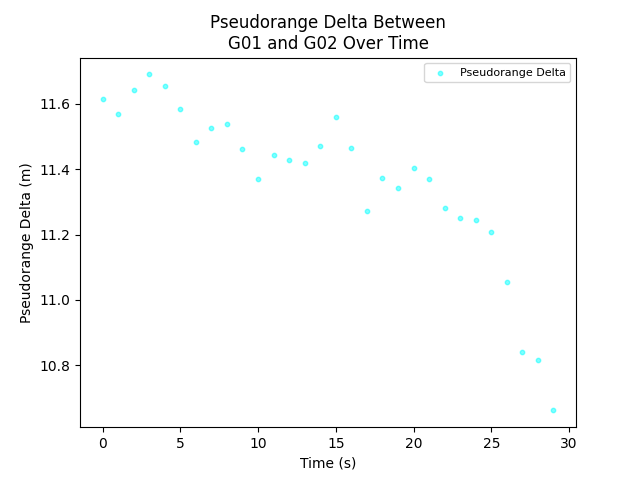 Pseudorange Delta Between
G01 and G02 Over Time
Pseudorange Delta
Pseudorange Delta (m)
11.6
11.4
11.2
11.0
10.8
0 5 10 15 20 25 30
Time (s)